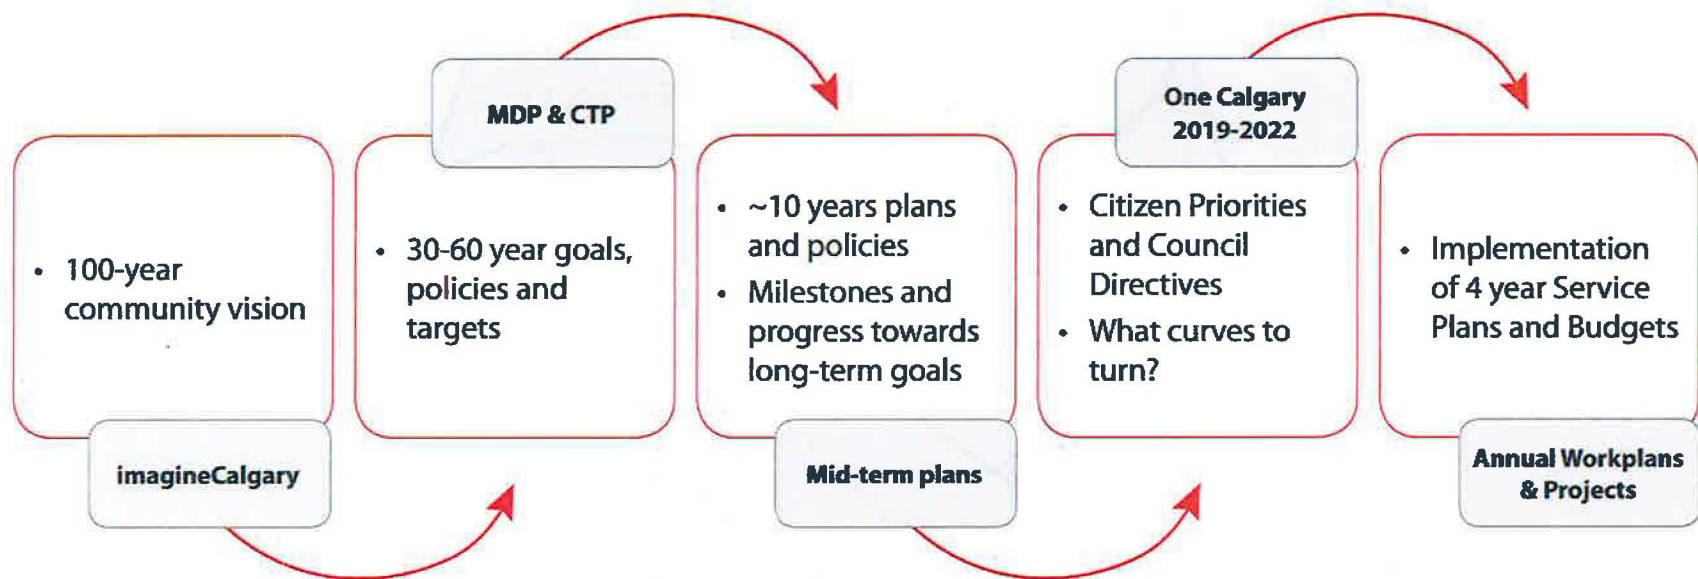 • 100-year
community vision
imagineCalgary
MDP & CTP
• 30-60 year goals,
policies and
targets
• ~10 years plans
and policies
• Milestones and
progress towards
long-term goals
Mid-term plans
One Calgary
2019-2022
• Citizen Priorities
and Council
Directives
• What curves to
turn?
• Implementation
of 4 year Service
Plans and Budgets
Annual Workplans
& Projects